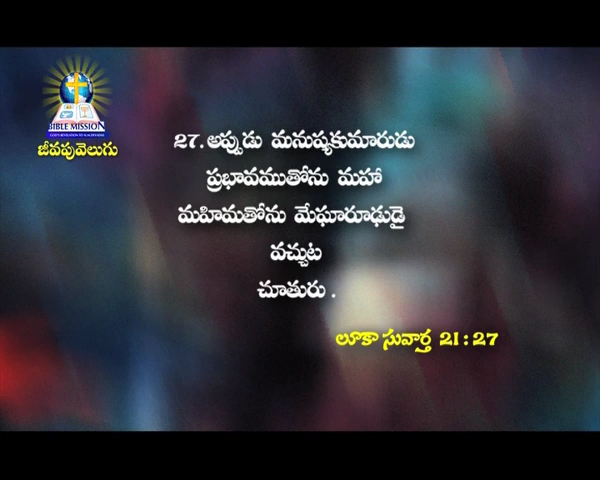 BIBLE MISSION
జీవపువెలుగు
27. అప్పుడు మనుష్యకుమారుడు
ప్రభావముతోను మహా
మహిమతోను మేఘారూఢుడై
వచ్చుట
చూతురు .
లూకా సువార్త 21 : 27